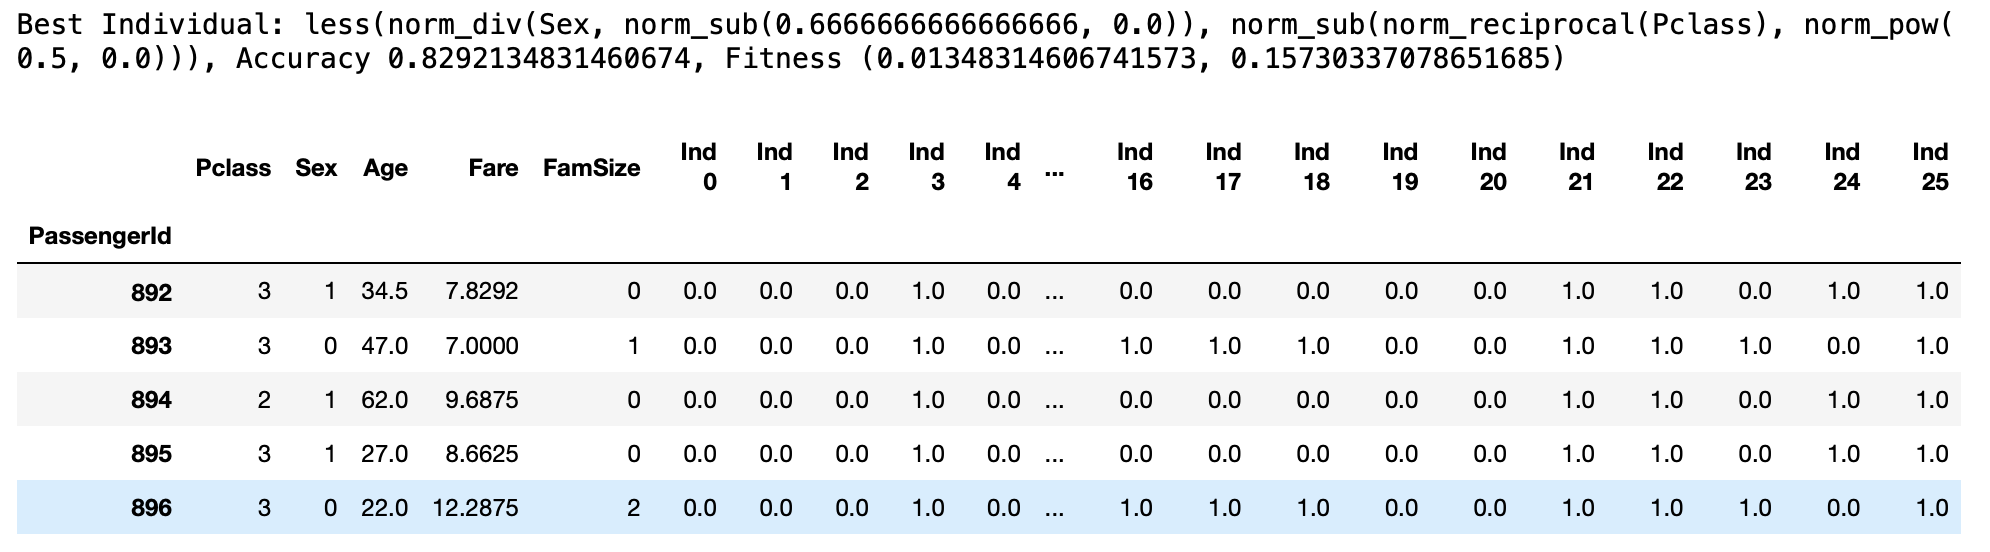 Best Individual: less(norm_div(Sex, norm_sub(0.6666666666666666, 0.0)), norm_sub(norm_reciprocal(Pclass), norm_pow(
0.5, 0.0))), Accuracy 0.8292134831460674, Fitness (0.01348314606741573, 0.15730337078651685)
Pclass Sex Age Fare FamSize Ind 0 Ind 1 Ind 2 Ind 3 Ind 4 ... Ind 16 Ind 17 Ind 18 Ind 19 Ind 20 Ind 21 Ind 22 Ind 23 Ind 24 Ind 25
PassengerId
892 3 1 34.5 7.8292 0 0.0 0.0 0.0 1.0 0.0 ... 0.0 0.0 0.0 0.0 0.0 1.0 1.0 0.0 1.0 1.0
893 3 0 47.0 7.0000 1 0.0 0.0 0.0 1.0 0.0 ... 1.0 1.0 1.0 0.0 0.0 1.0 1.0 1.0 0.0 1.0
894 2 1 62.0 9.6875 0 0.0 0.0 0.0 1.0 0.0 ... 0.0 0.0 0.0 0.0 0.0 1.0 1.0 0.0 1.0 1.0
895 3 1 27.0 8.6625 0 0.0 0.0 0.0 1.0 0.0 ... 0.0 0.0 0.0 0.0 0.0 1.0 1.0 0.0 1.0 1.0
896 3 0 22.0 12.2875 2 0.0 0.0 0.0 1.0 0.0 ... 1.0 1.0 1.0 0.0 0.0 1.0 1.0 1.0 0.0 1.0